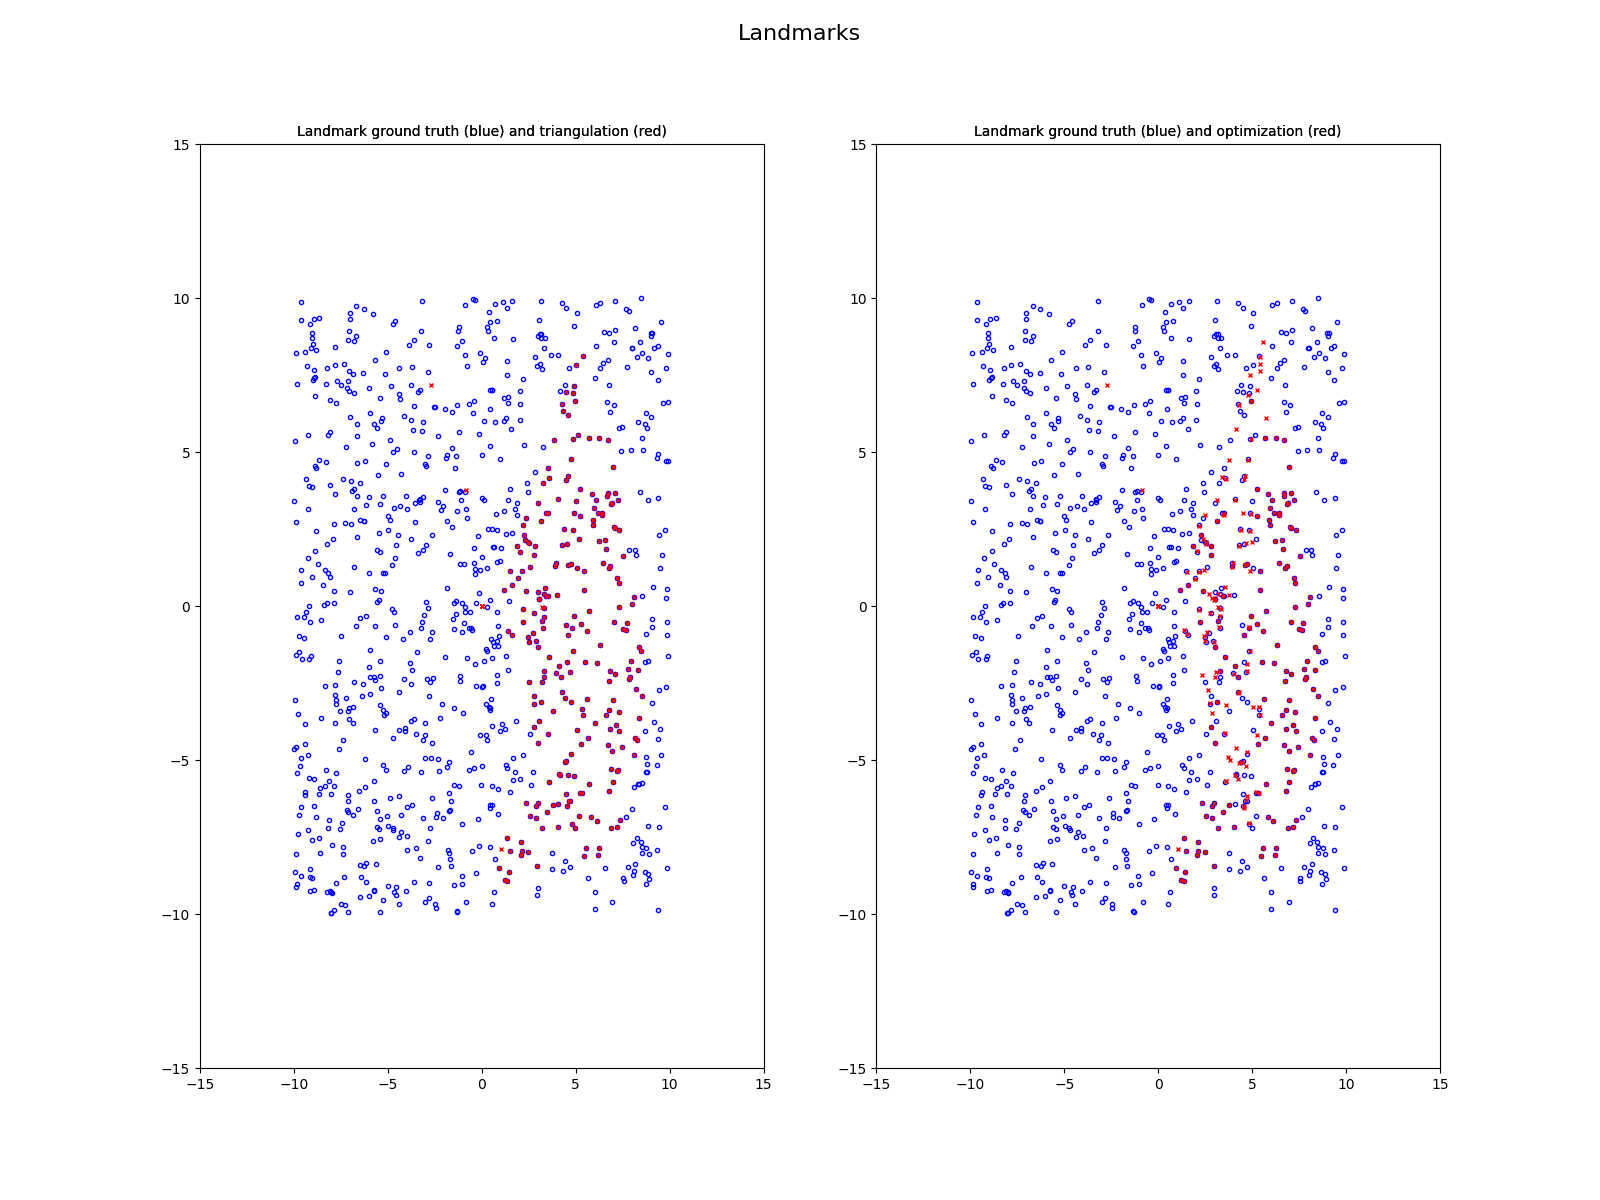 Landmarks
Landmark ground truth (blue) and triangulation (red)
15
10
5
0
−5
−10
−15
−15 −10 −5 0 5 10 15
Landmark ground truth (blue) and optimization (red)
15
10
5
0
−5
−10
−15
−15 −10 −5 0 5 10 15